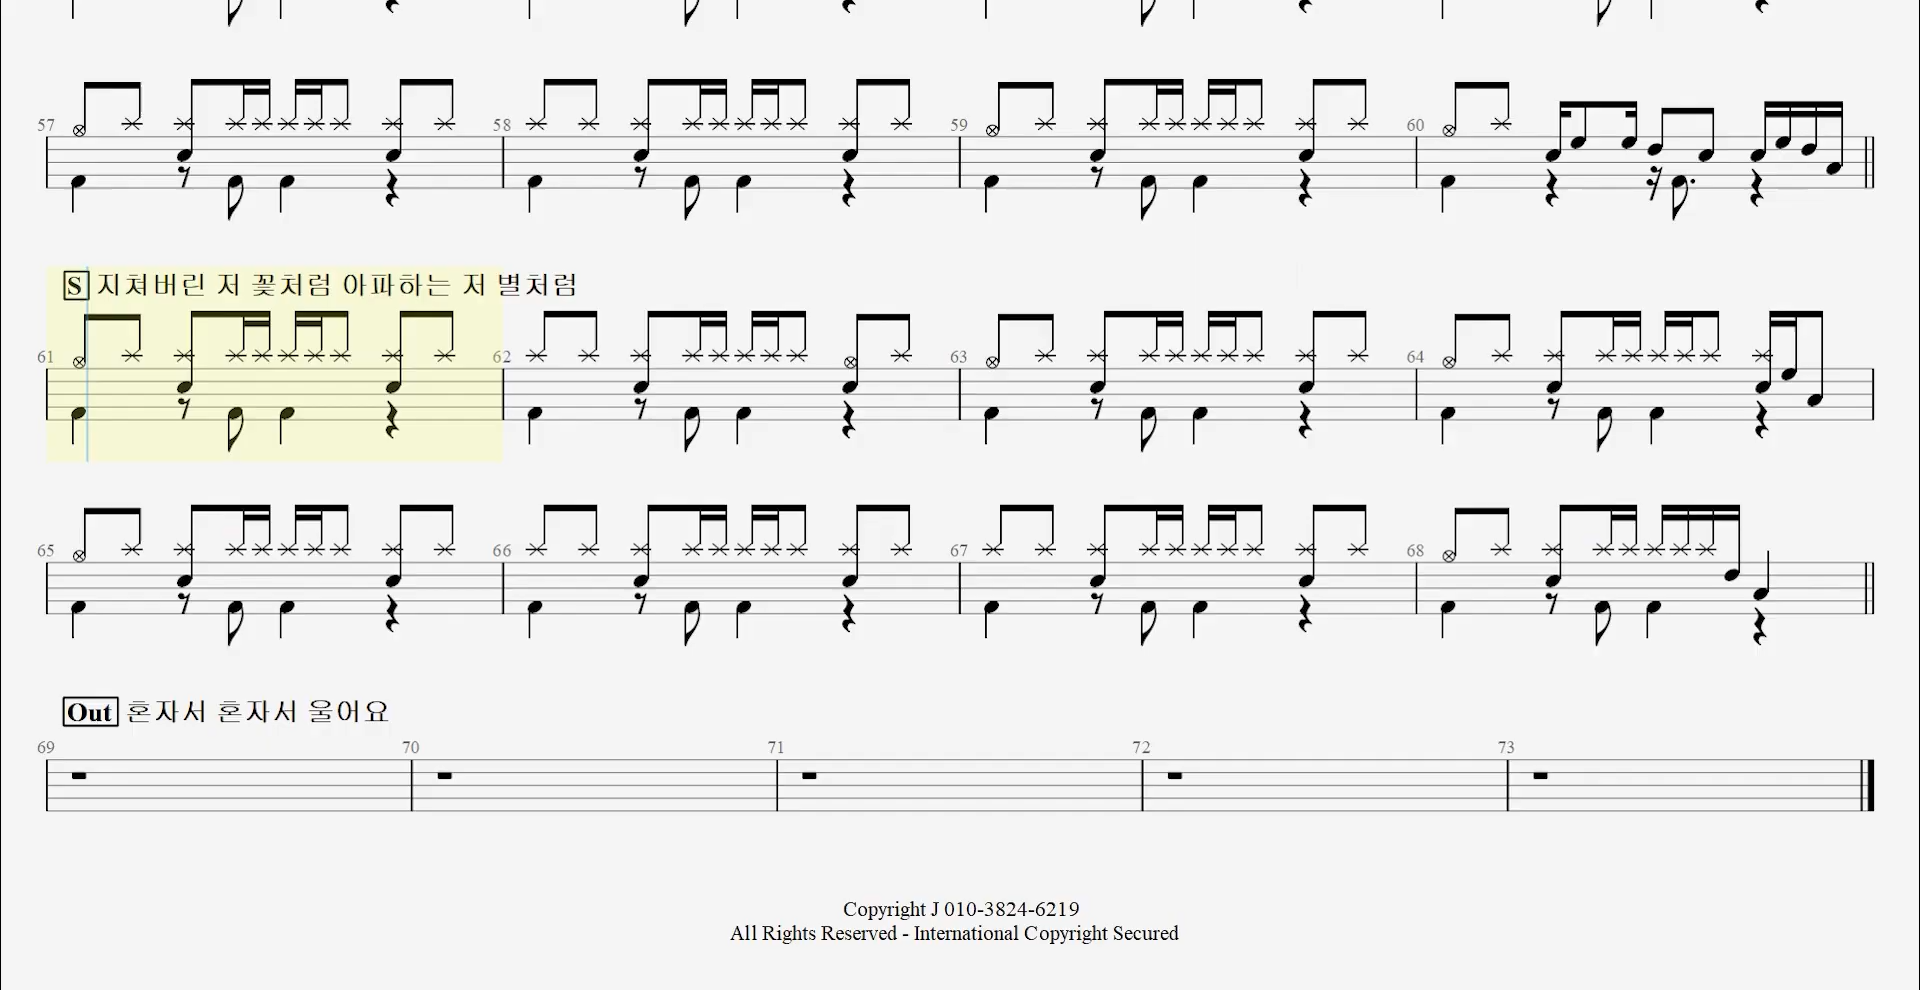 57 58 59 60
S 지쳐버린 저 꽃처럼 아파하는 저 별처럼
61 62 63 64
65 66 67 68
Out 혼자서 혼자서 울어요
69 70 71 72 73
Copyright J 010-3824-6219
All Rights Reserved - International Copyright Secured